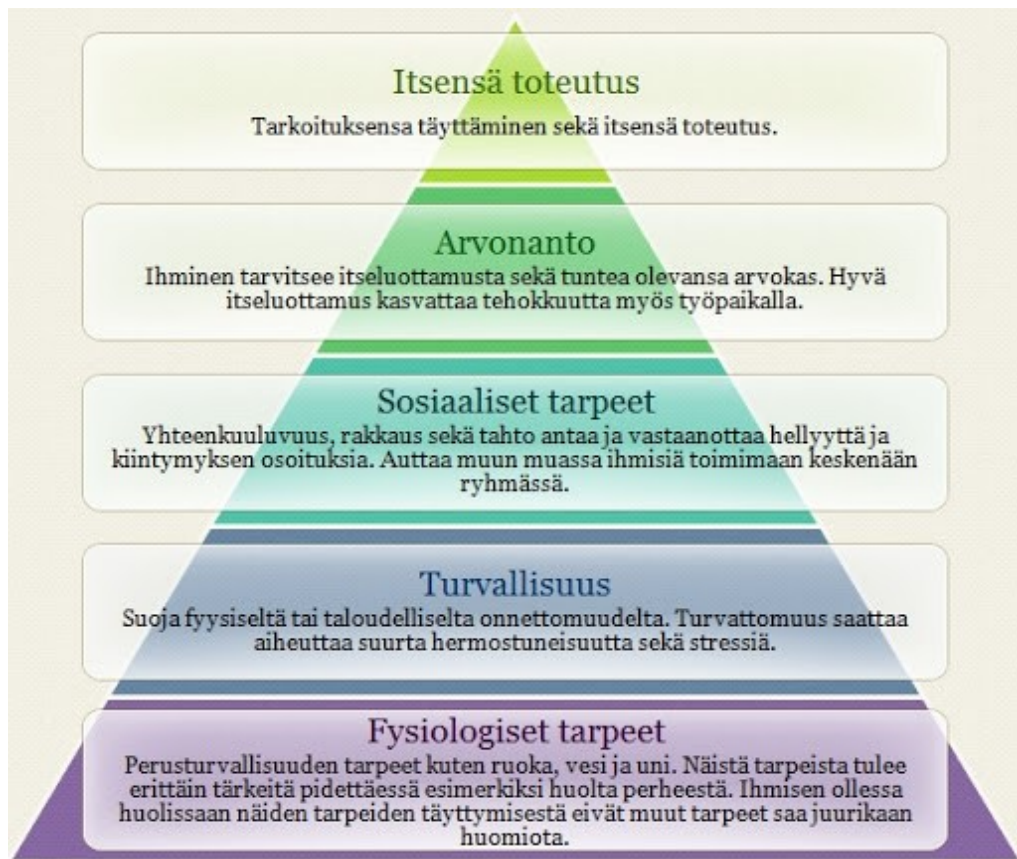 Itsensä toteutus
Tarkoituksensa täyttäminen sekä itsensä toteutus.
Arvonanto
Ihminen tarvitsee itseluottamusta sekä tuntea olevansa arvokas. Hyvä
itseluottamus kasvattaa tehokkuutta myös työpaikalla.
Sosiaaliset tarpeet
Yhteenkuuluvuus, rakkaus sekä tahto antaa ja vastaanottaa hellyyttä ja
kiintymyksen osoituksia. Auttaa muun muassa ihmisiä toimimaan keskenään
ryhmässä.
Turvallisuus
Suoja fyysiseltä tai taloudelliselta onnettomuudelta. Turvattomuus saattaa
aiheuttaa suurta hermostuneisuutta sekä stressiä.
Fysiologiset tarpeet
Perusturvallisuuden tarpeet kuten ruoka, vesi ja uni. Näistä tarpeista tulee
erittäin tärkeitä pidettäessä esimerkiksi huolta perheestä. Ihmisen ollessa
huolissaan näiden tarpeiden täyttymisestä eivät muut tarpeet saa juurikaan
huomiota.